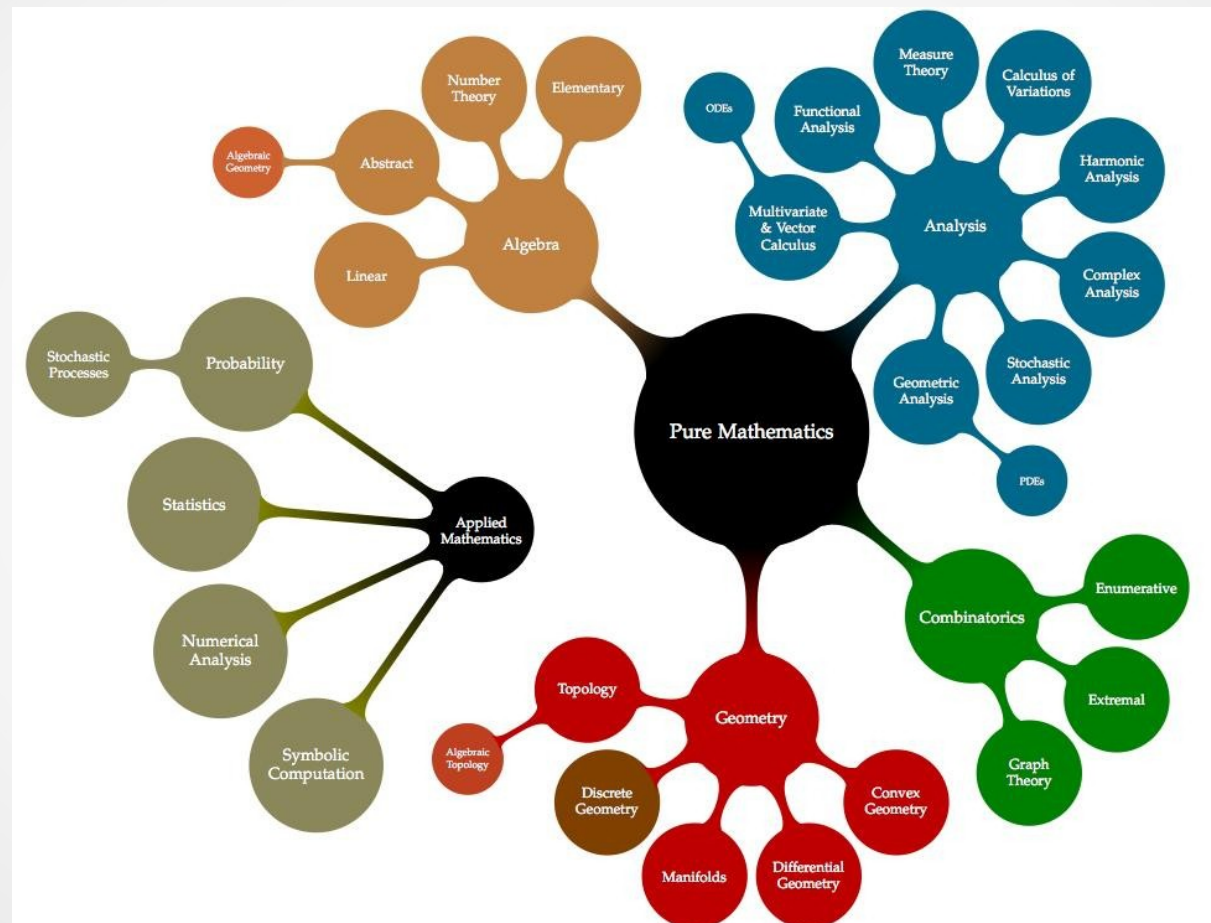 Measure
Theory
Calculus of
Variations
Number
Theory
Elementary
ODEs
Functional
Analysis
Algebraic
Geometry
Abstract
Harmonic
Analysis
Multivariate
& Vector
Calculus
Analysis
Algebra
Linear
Complex
Analysis
Stochastic
Processes
Probability
Stochastic
Analysis
Geometric
Analysis
Pure Mathematics
PDEs
Statistics
Applied
Mathematics
Enumerative
Combinatorics
Numerical
Analysis
Extremal
Topology
Geometry
Symbolic
Computation
Algebraic
Topology
Graph
Theory
Discrete
Geometry
Convex
Geometry
Manifolds
Differential
Geometry